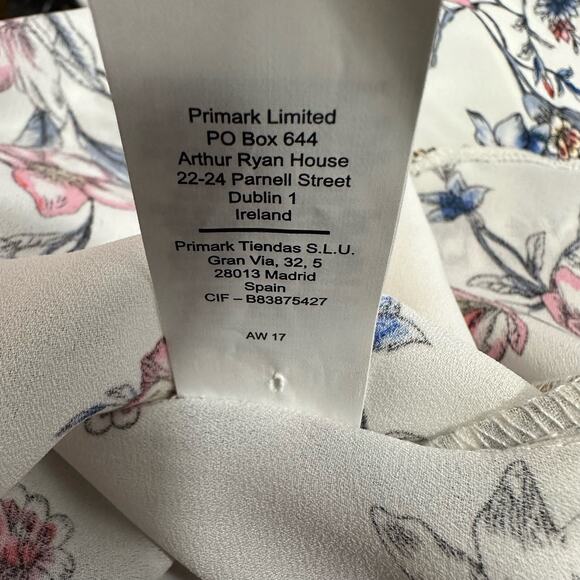 Primark Limited
PO Box 644
Arthur Ryan House
22-24 Parnell Street
Dublin 1
Ireland
Primark Tiendas S.L.U.
Gran Via, 32, 5
28013 Madrid
Spain
CIF – B83875427
AW 17